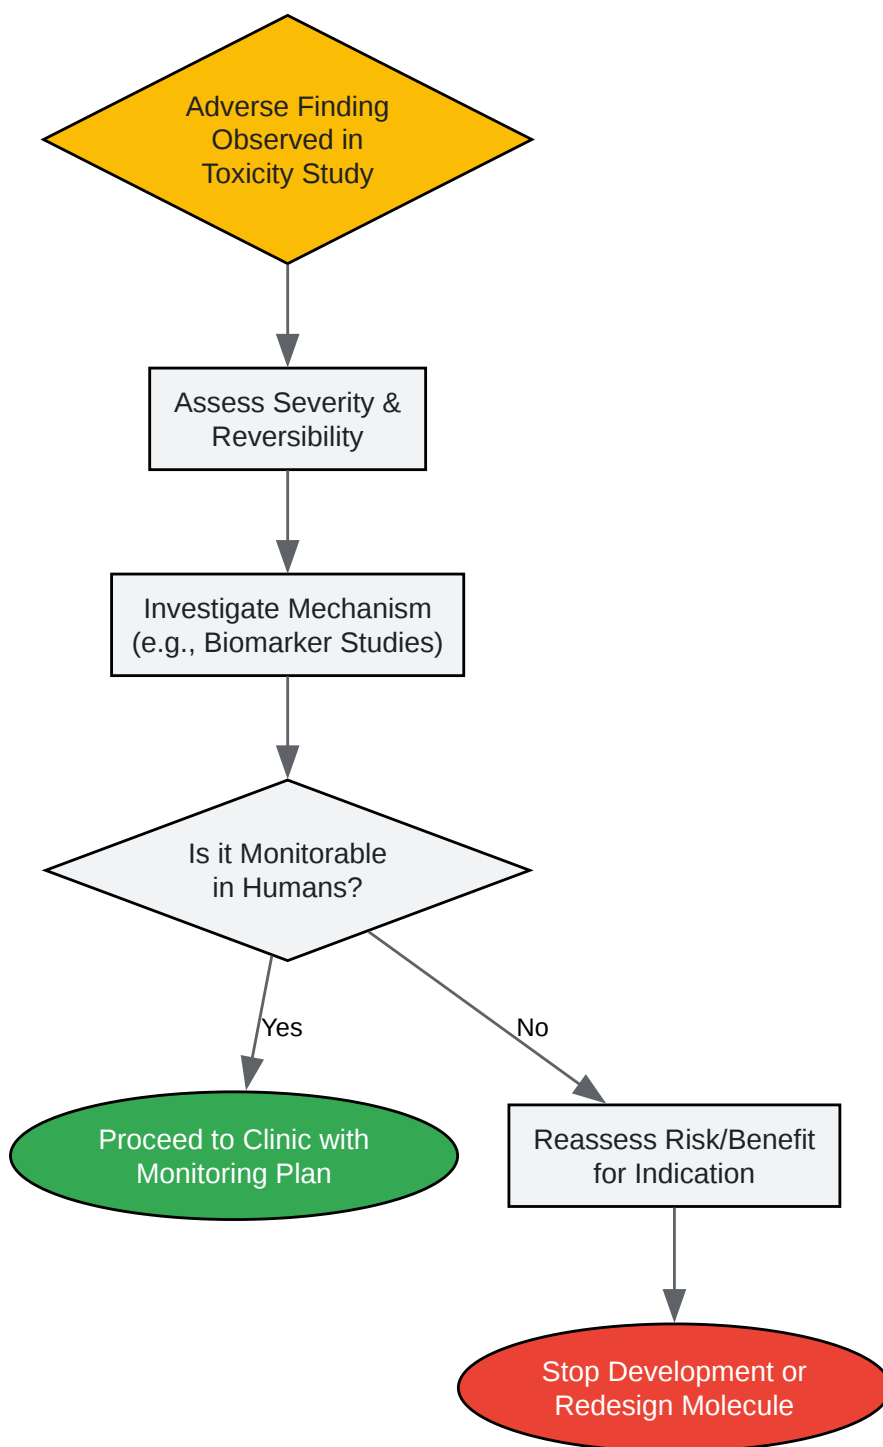 Adverse Finding
Observed in
Toxicity Study
Assess Severity &
Reversibility
Investigate Mechanism
(e.g., Biomarker Studies)
Is it Monitorable
in Humans?
Yes
No
Proceed to Clinic with
Monitoring Plan
Reassess Risk/Benefit
for Indication
Stop Development or
Redesign Molecule